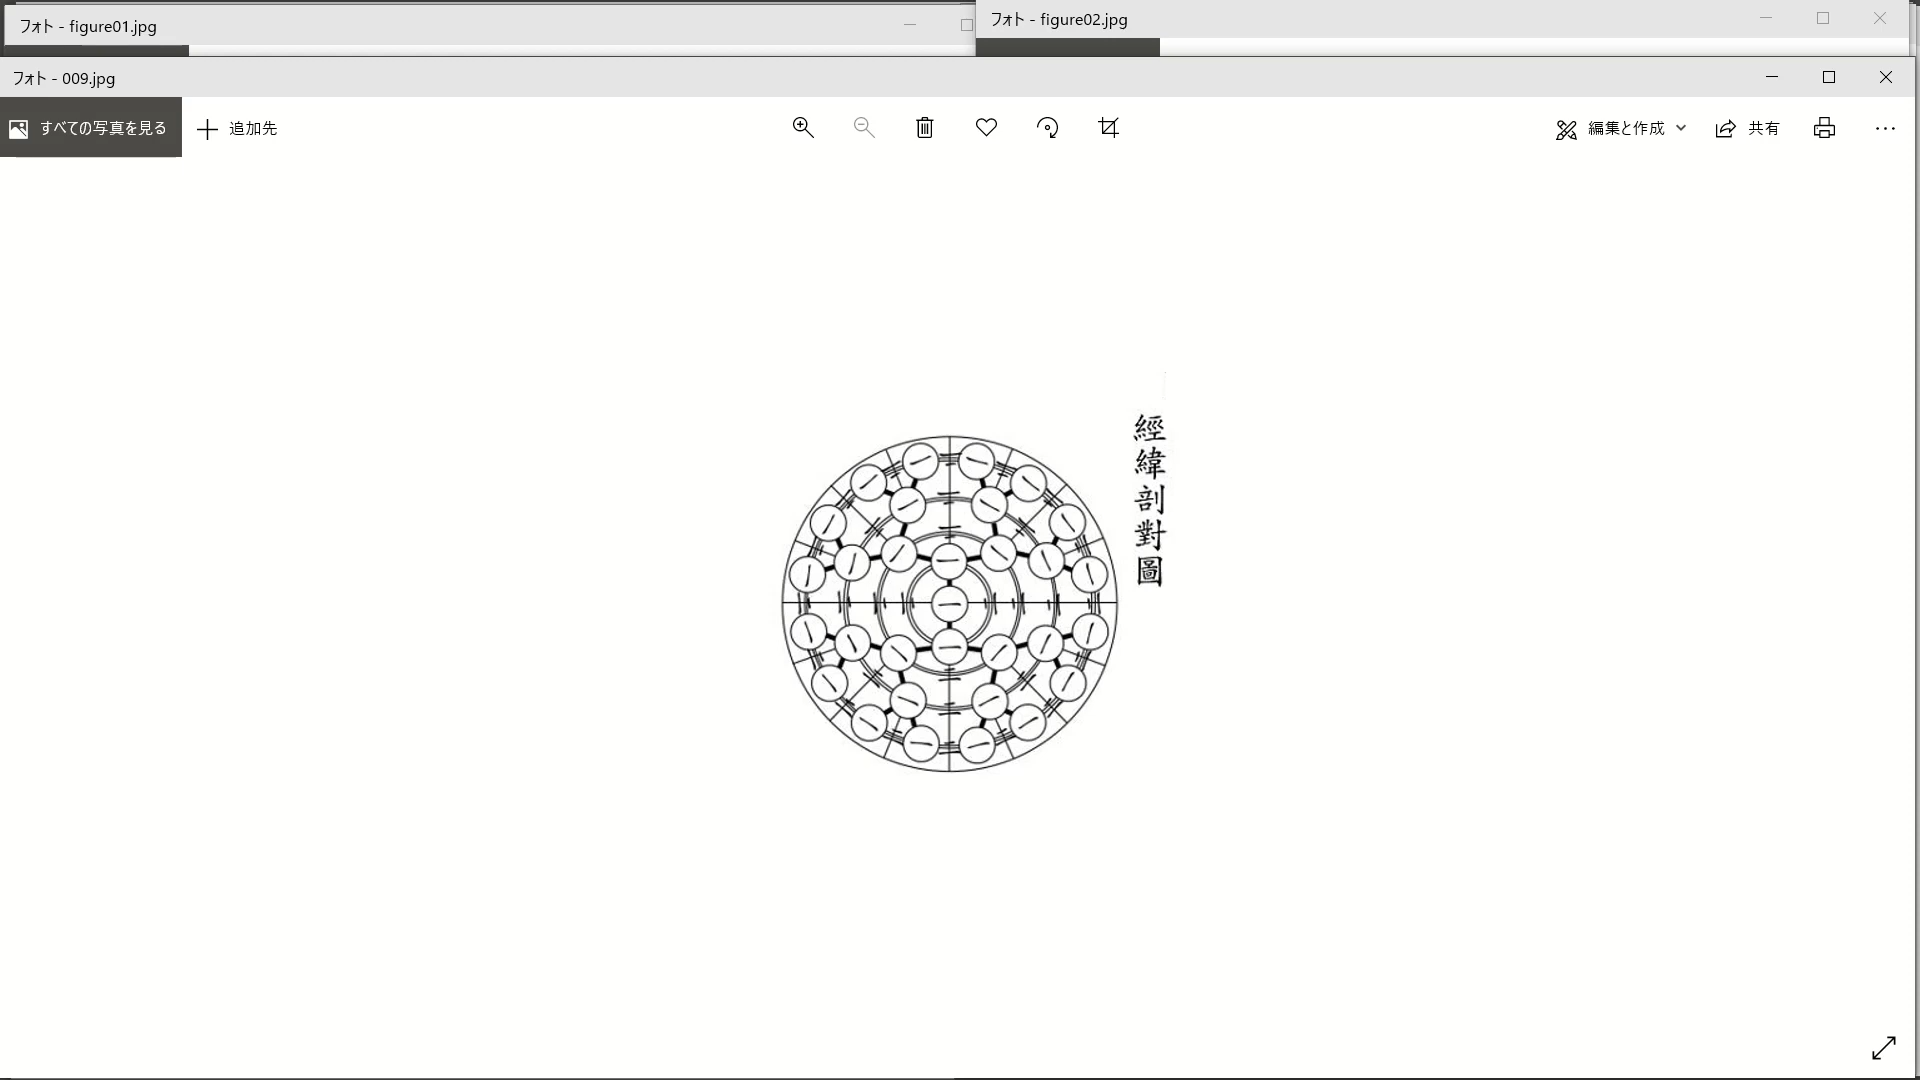 フォト - figure01.jpg
フォト - figure02.jpg
フォト - 009.jpg
すべての写真を見る
追加先
編集と作成
共有
經緯剖對圖